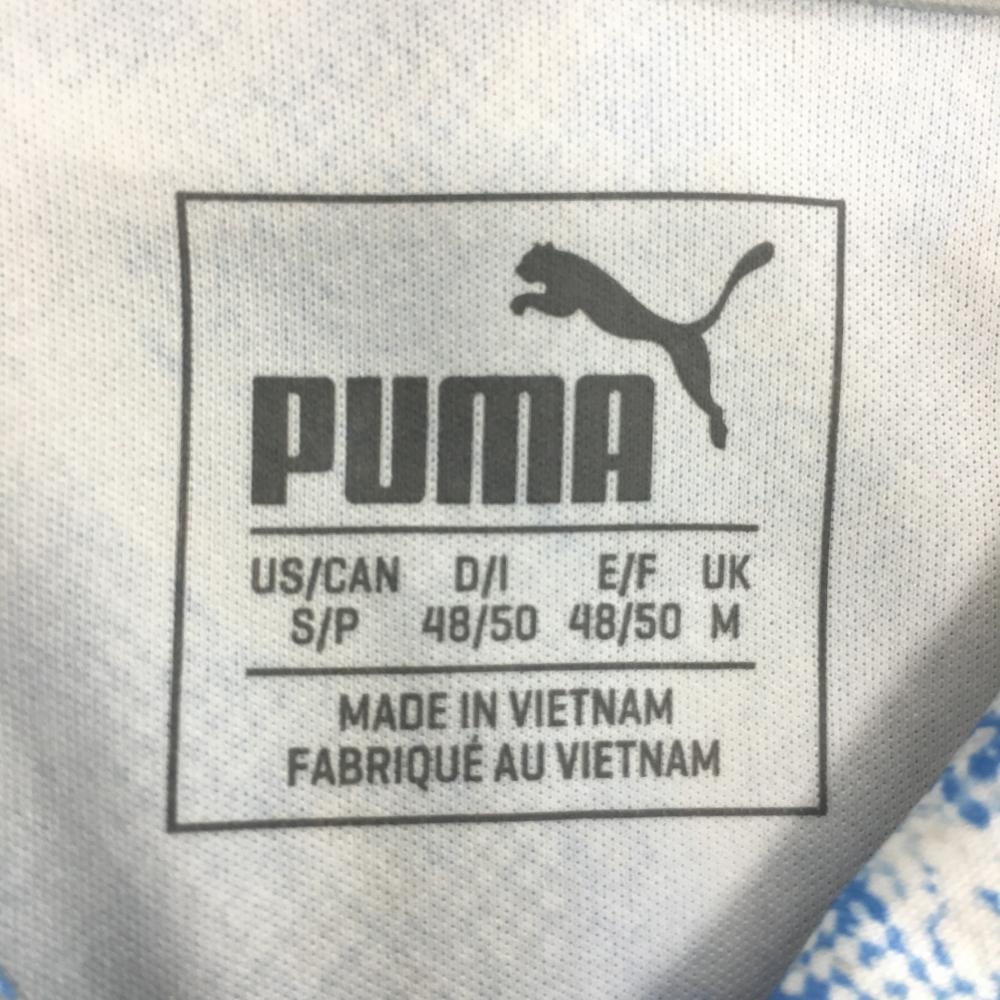 PUMA
US/CAN D/I E/F UK
S/P 48/50 48/50 M
MADE IN VIETNAM
FABRIQUÉ AU VIETNAM